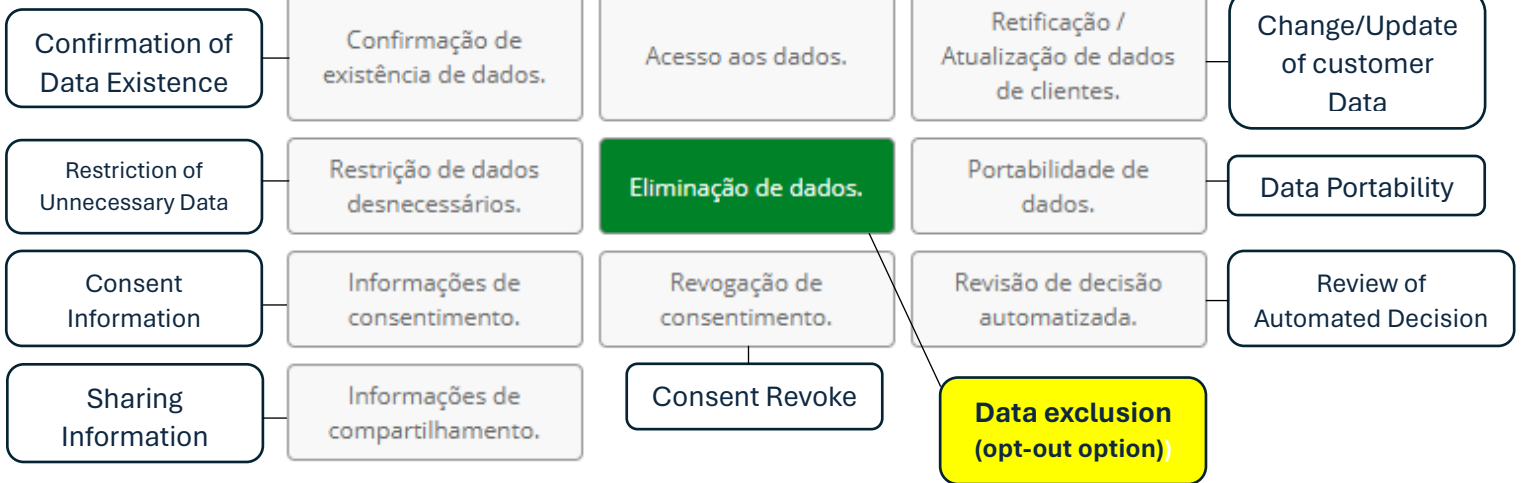 Confirmation of
Data Existence
Confirmação de
existência de dados.
Acesso aos dados.
Retificação /
Atualização de dados
de clientes.
Change/Update
of customer
Data
Restriction of
Unnecessary Data
Restrição de dados
desnecessários.
Eliminação de dados.
Portabilidade de
dados.
Data Portability
Consent
Information
Informações de
consentimento.
Revogação de
consentimento.
Revisão de decisão
automatizada.
Review of
Automated Decision
Sharing
Information
Informações de
compartilhamento.
Consent Revoke
Data exclusion
(opt-out option))